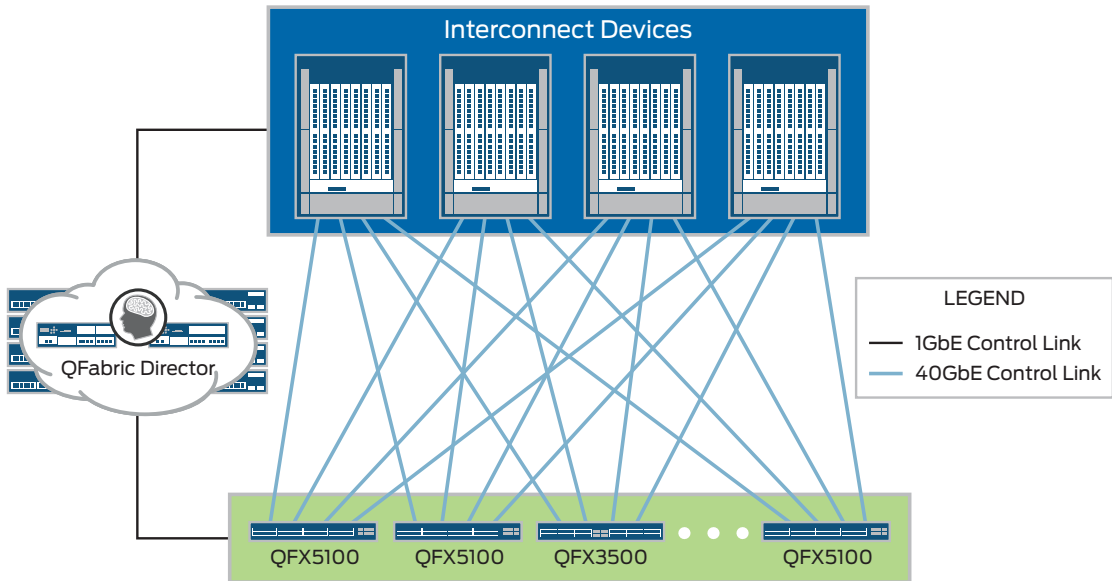 Interconnect Devices
QFabric Director
LEGEND
1GbE Control Link
40GbE Control Link
QFX5100
QFX5100
QFX3500
QFX5100